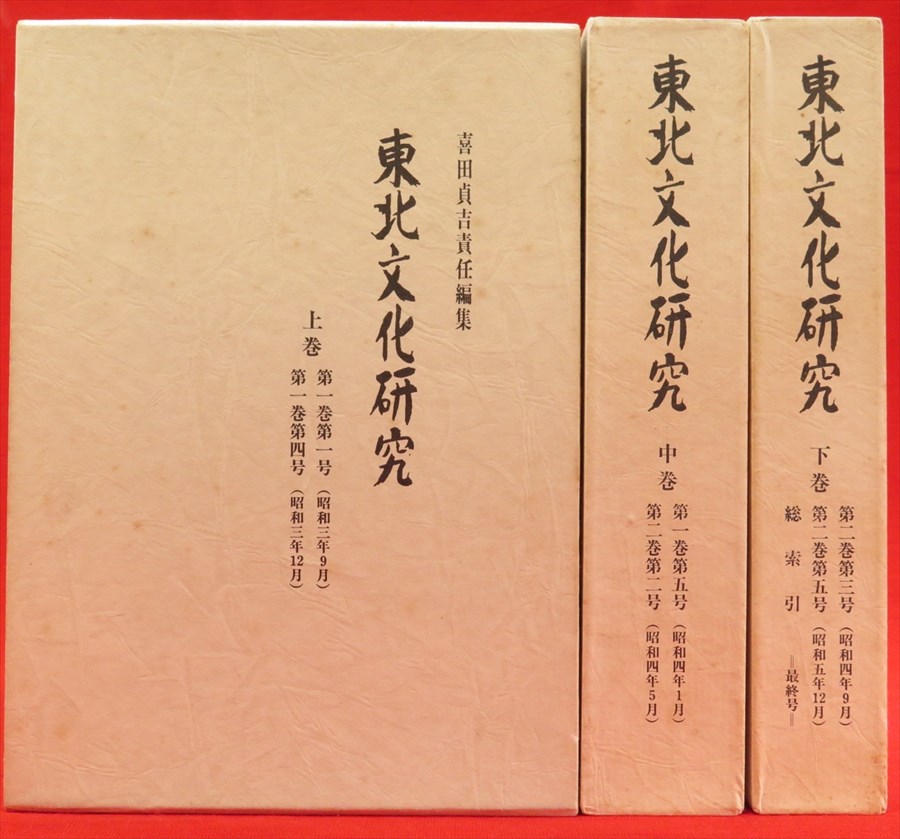 喜田貞吉責任編集
東北文化研究
上巻
第一巻第一号（昭和三年9月）
第一巻第四号（昭和三年12月）
東北文化研究
中巻
第一巻第五号（昭和四年1月）
第二巻第二号（昭和四年5月）
東北文化研究
下巻
第二巻第三号（昭和四年9月）
第二巻第五号（昭和五年12月）
総索引
＝最終号＝